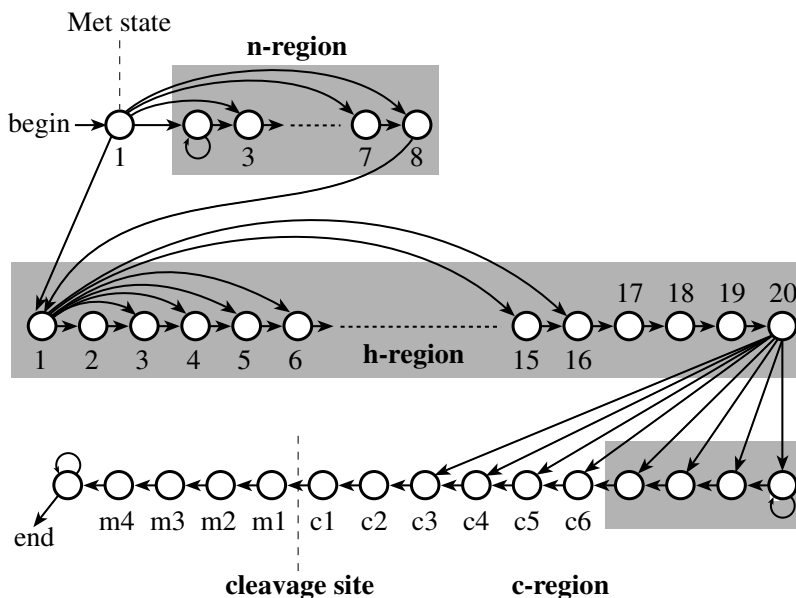 Met state
n-region
begin
1 3 7 8
17 18 19 20
1 2 3 4 5 6 15 16
h-region
m4 m3 m2 m1 c1 c2 c3 c4 c5 c6
end
cleavage site c-region